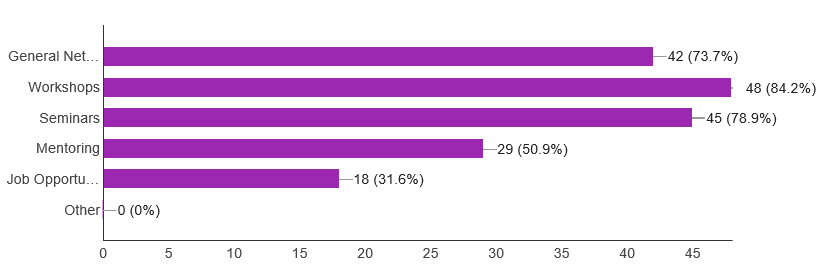 General Net… 42 (73.7%)
Workshops 48 (84.2%)
Seminars 45 (78.9%)
Mentoring 29 (50.9%)
Job Opportu… 18 (31.6%)
Other 0 (0%)
0 5 10 15 20 25 30 35 40 45